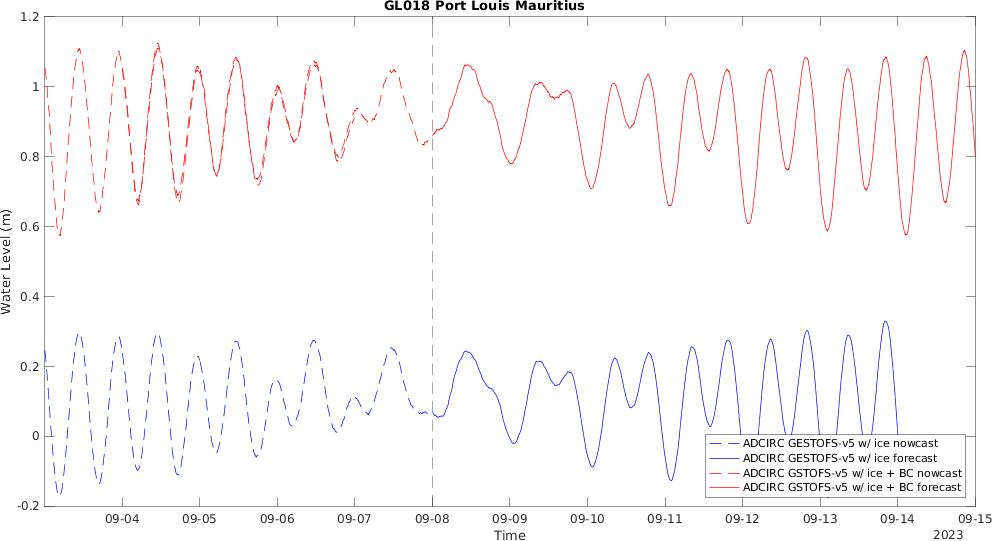 GL018 Port Louis Mauritius
1.2
1
0.8
0.6
0.4
0.2
0
-0.2
Water Level (m)
ADCIRC GESTOFS-v5 w/ ice nowcast
ADCIRC GESTOFS-v5 w/ ice forecast
ADCIRC GSTOFS-v5 w/ ice + BC nowcast
ADCIRC GSTOFS-v5 w/ ice + BC forecast
09-04 09-05 09-06 09-07 09-08 09-09 09-10 09-11 09-12 09-13 09-14 09-15
Time
2023